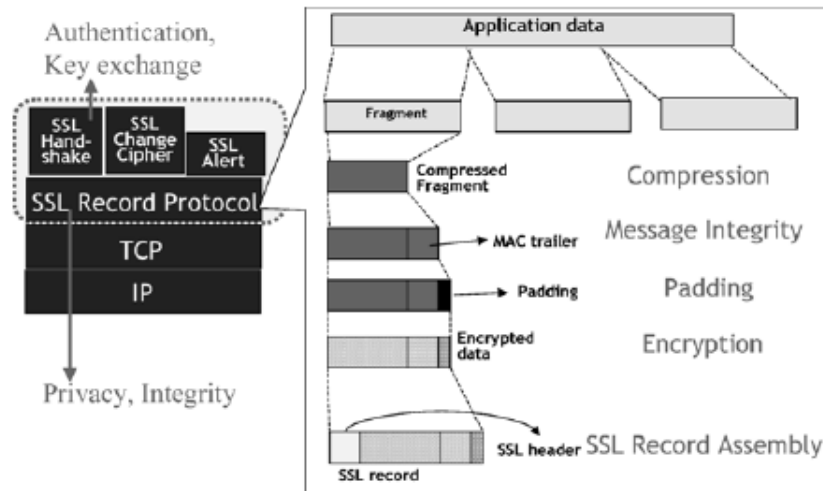 Authentication,
Key exchange
SSL
Hand-
shake
SSL
Change
Cipher
SSL
Alert
SSL Record Protocol
TCP
IP
Privacy, Integrity
Application data
Fragment
Compressed
Fragment
Compression
MAC trailer
Message Integrity
Padding
Padding
Encrypted
data
Encryption
SSL header
SSL Record Assembly
SSL record